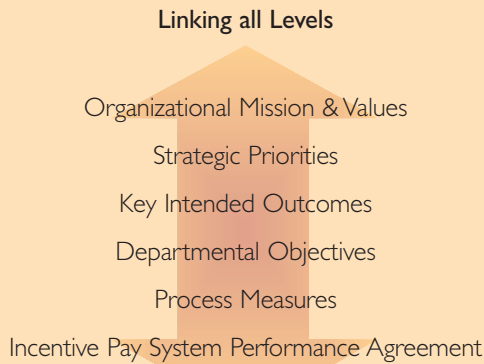 Linking all Levels
Organizational Mission & Values
Strategic Priorities
Key Intended Outcomes
Departmental Objectives
Process Measures
Incentive Pay System Performance Agreement